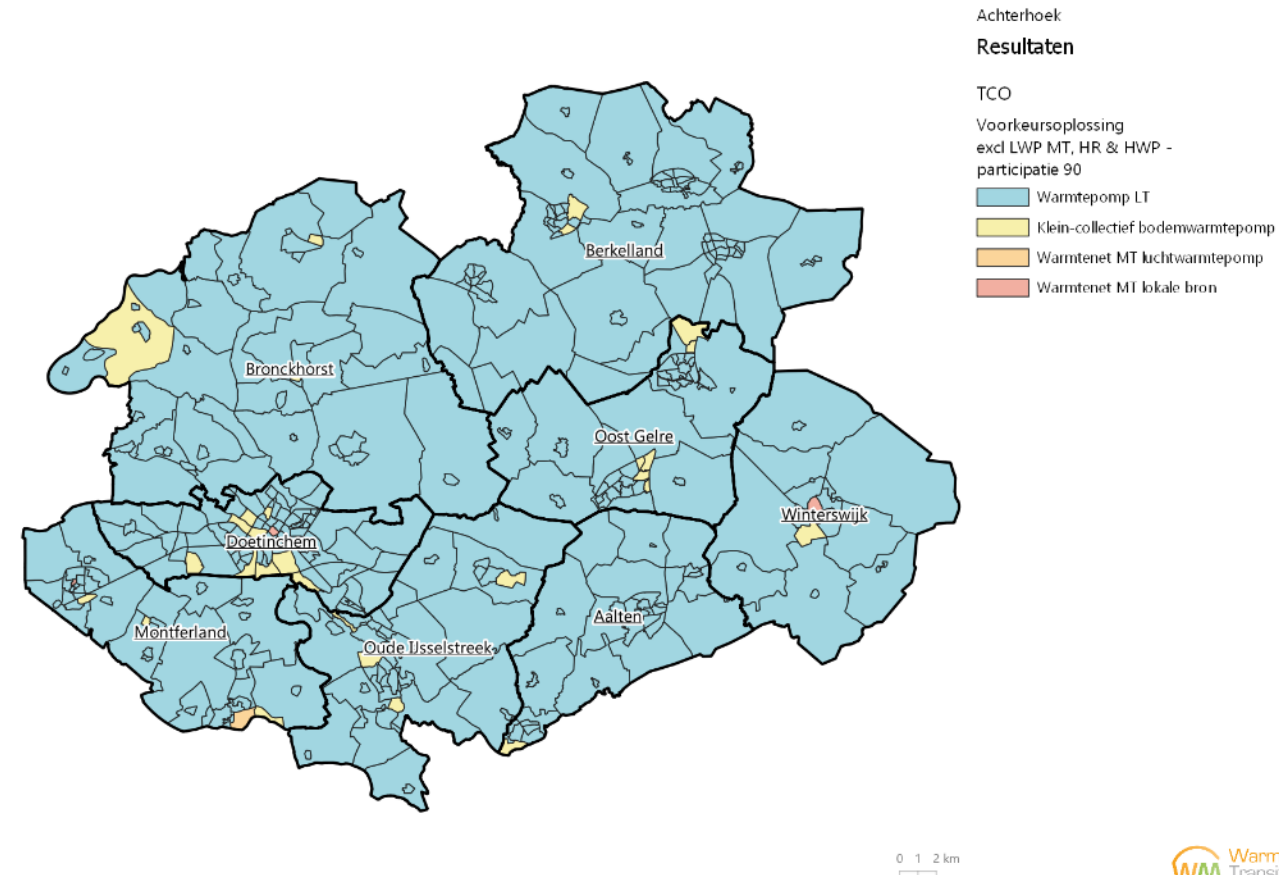 Achterhoek
Resultaten
TCO
Voorkeursoplossing
excl LWP MT, HR & HWP -
participatie 90
Warmtepomp LT
Klein-collectief bodemwarmtepomp
Warmtenet MT luchtwarmtepomp
Warmtenet MT lokale bron
Berkelland
Bronckhorst
Oost Gelre
Winterswijk
Doetinchem
Aalten
Montferland
Oude IJsselstreek
0 1 2 km
WM